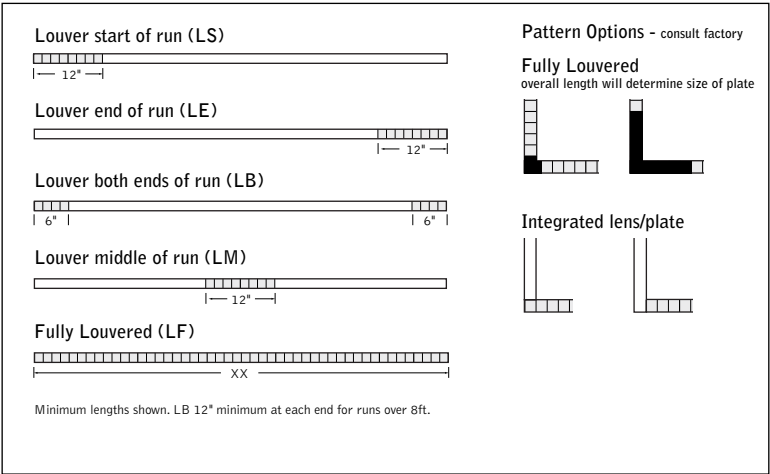 Louver start of run (LS)
12"
Louver end of run (LE)
12"
Louver both ends of run (LB)
6"
6"
Louver middle of run (LM)
12"
Fully Louvered (LF)
XX
Minimum lengths shown. LB 12" minimum at each end for runs over 8ft.
Pattern Options - consult factory
Fully Louvered
overall length will determine size of plate
Integrated lens/plate